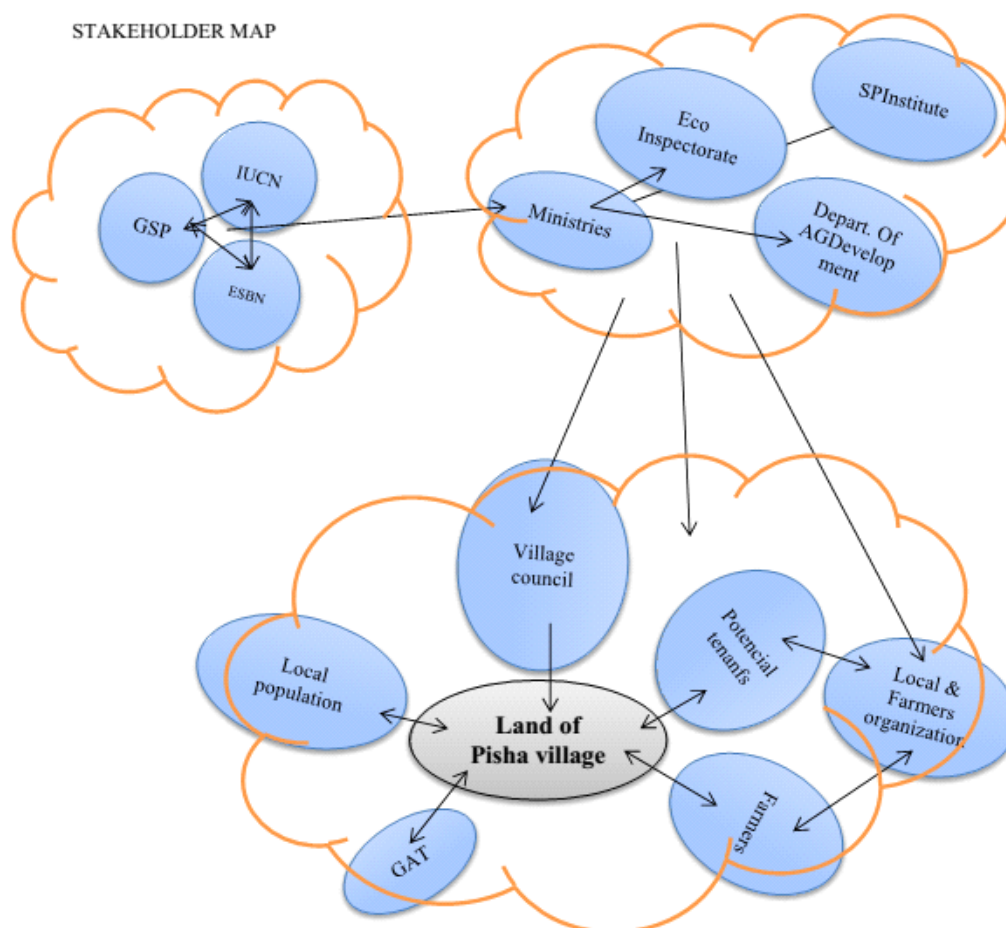 STAKEHOLDER MAP
IUCN
GSP
ESBN
Eco
Inspectorate
SPInstitute
Ministries
Depart. Of
AGDevelop
ment
Village
council
Local
population
Potencial
tenanfs
Local &
Farmers
organization
Land of
Pisha village
Farmers
GAT